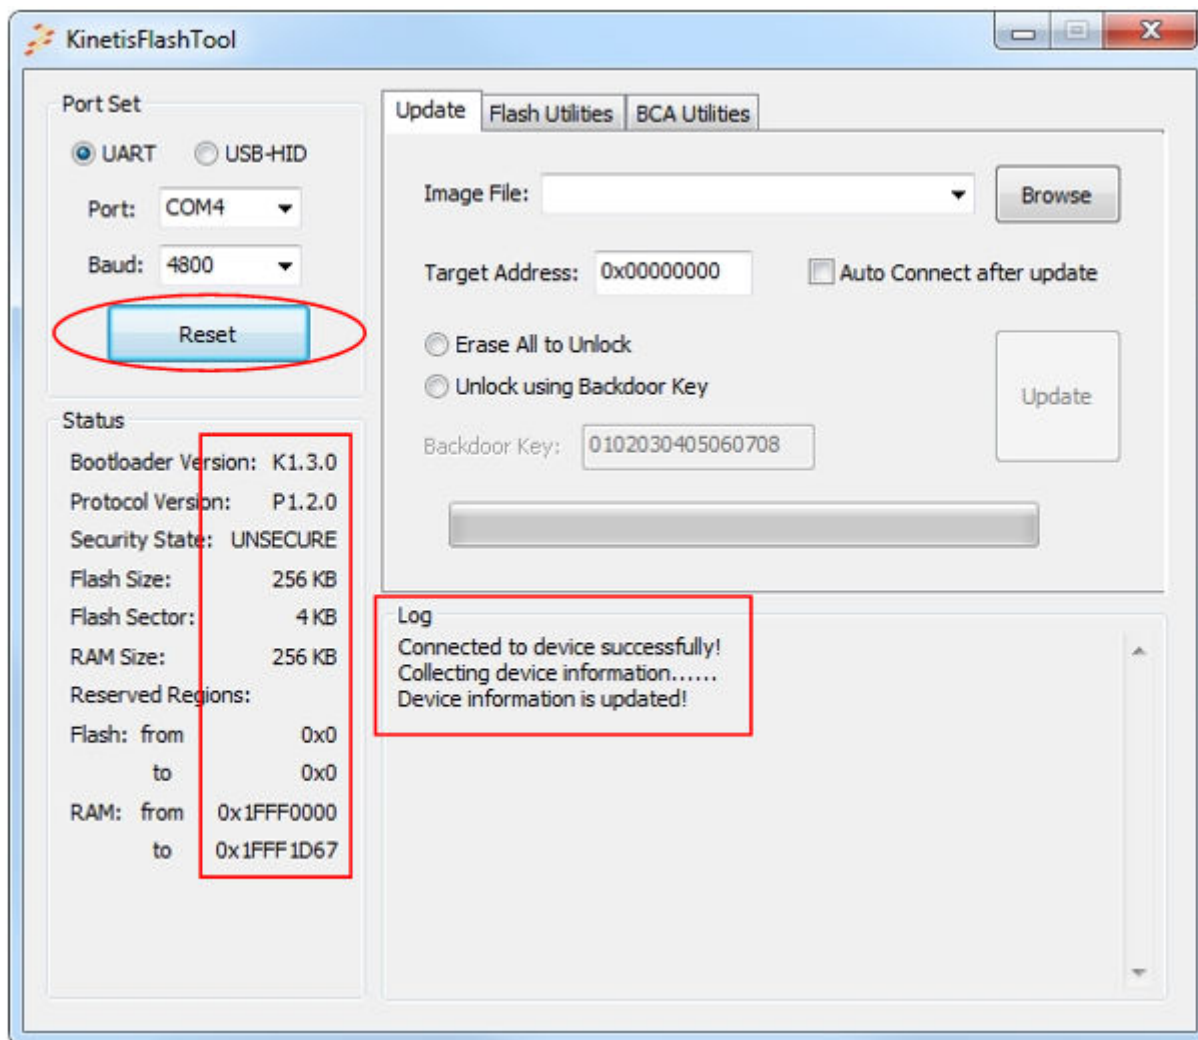 KinetisFlashTool
Port Set
UART USB-HID
Port: COM4
Baud: 4800
Reset
Status
Bootloader Version: K1.3.0
Protocol Version: P1.2.0
Security State: UNSECURE
Flash Size: 256 KB
Flash Sector: 4 KB
RAM Size: 256 KB
Reserved Regions:
Flash: from 0x0
to 0x0
RAM: from 0x1FFF0000
to 0x1FFF1D67
Update Flash Utilities BCA Utilities
Image File: Browse
Target Address: 0x00000000 Auto Connect after update
Erase All to Unlock
Unlock using Backdoor Key
Update
Backdoor Key: 0102030405060708
Log
Connected to device successfully!
Collecting device information......
Device information is updated!